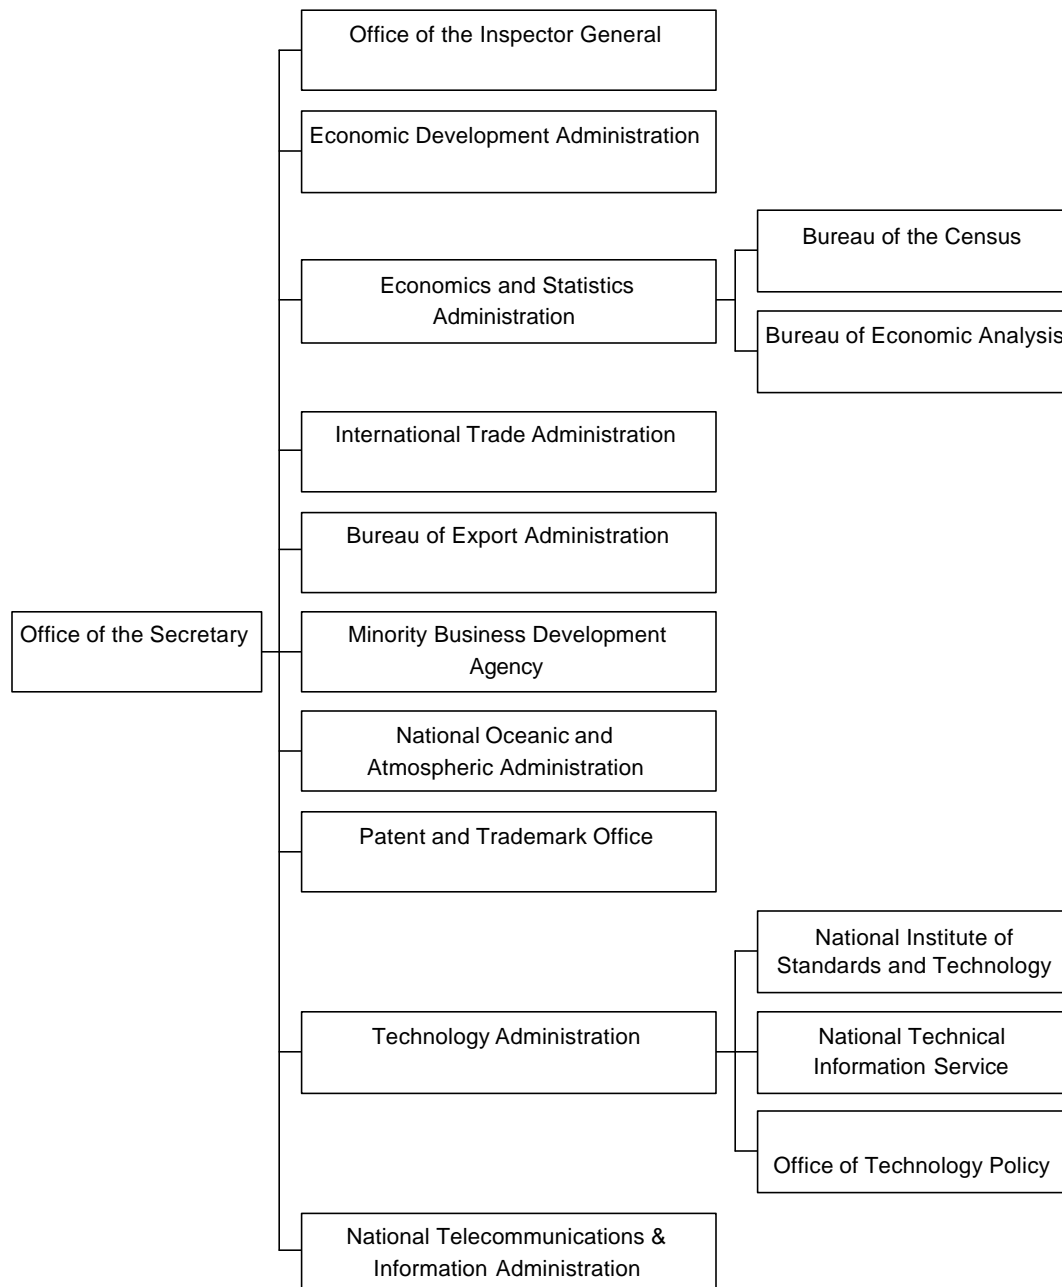 Office of the Inspector General
Economic Development Administration
Bureau of the Census
Economics and Statistics
Administration
Bureau of Economic Analysis
International Trade Administration
Bureau of Export Administration
Office of the Secretary
Minority Business Development
Agency
National Oceanic and
Atmospheric Administration
Patent and Trademark Office
National Institute of
Standards and Technology
Technology Administration
National Technical
Information Service
Office of Technology Policy
National Telecommunications &
Information Administration